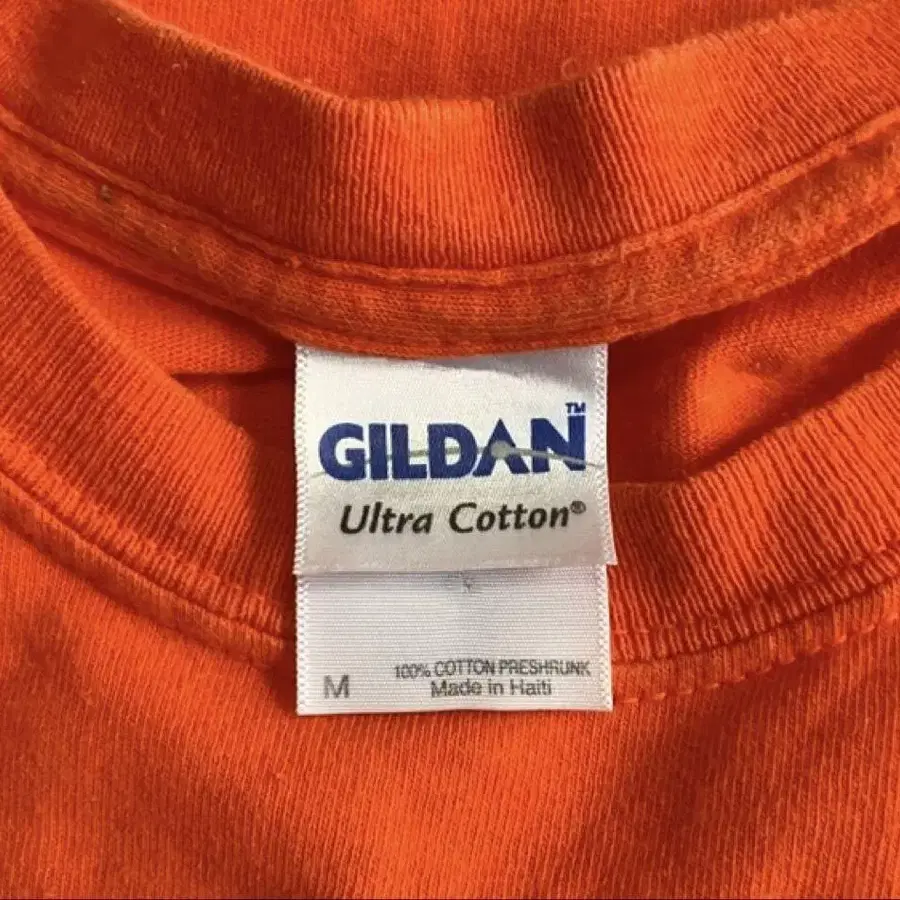 GILDAN™
Ultra Cotton®
100% COTTON PRESHRUNK
M Made in Haiti